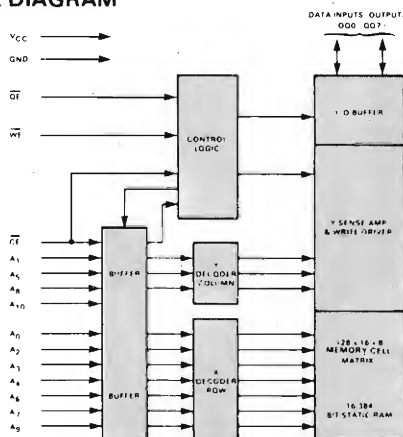 DIAGRAM
DATA INPUTS OUTPUT
DQ0 DQ7
VCC
GND
OE
WE
CONTROL
LOGIC
I O BUFFER
Y SENSE AMP
& WRITE DRIVER
CE
A1
A5
A8
A10
BUFFER
Y
DECODER
COLUMN
A0
A2
A3
A4
A6
A7
A9
BUFFER
X
DECODER
ROW
128 x 16 x 8
MEMORY CELL
MATRIX
16 384
BIT STATIC RAM